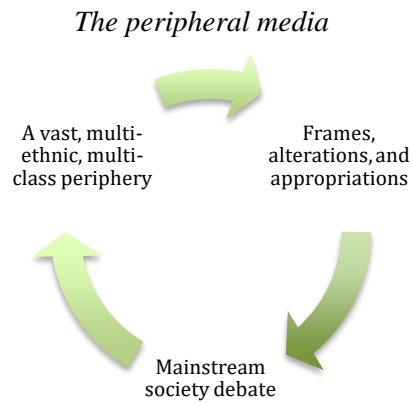 The peripheral media
A vast, multi-
ethnic, multi-
class periphery
Frames,
alterations, and
appropriations
Mainstream
society debate